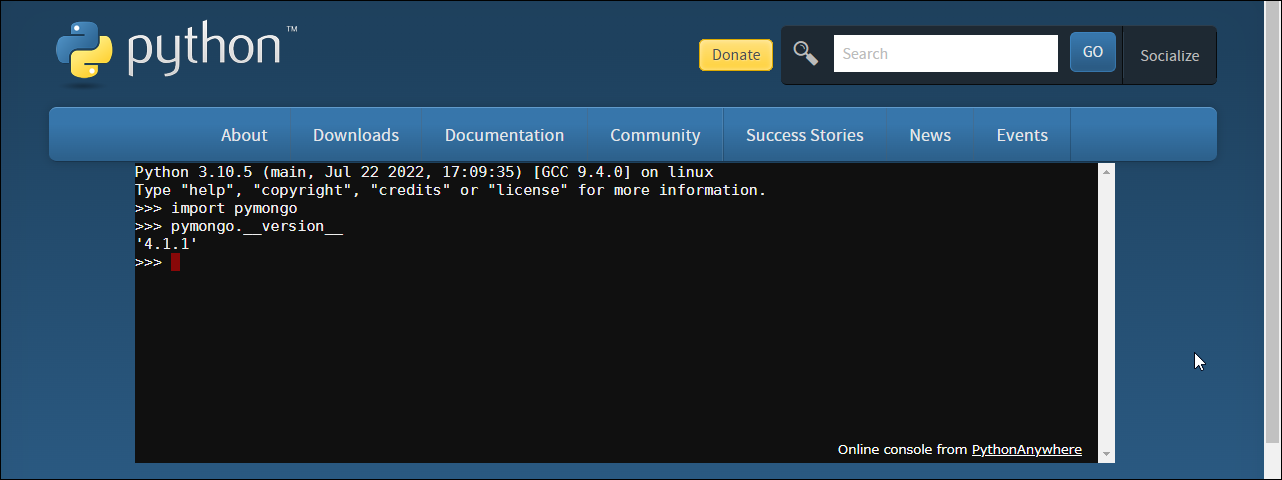 python™
Donate
Search
GO
Socialize
About Downloads Documentation Community Success Stories News Events
Python 3.10.5 (main, Jul 22 2022, 17:09:35) [GCC 9.4.0] on linux
Type "help", "copyright", "credits" or "license" for more information.
>>> import pymongo
>>> pymongo.__version__
'4.1.1'
>>>
Online console from PythonAnywhere